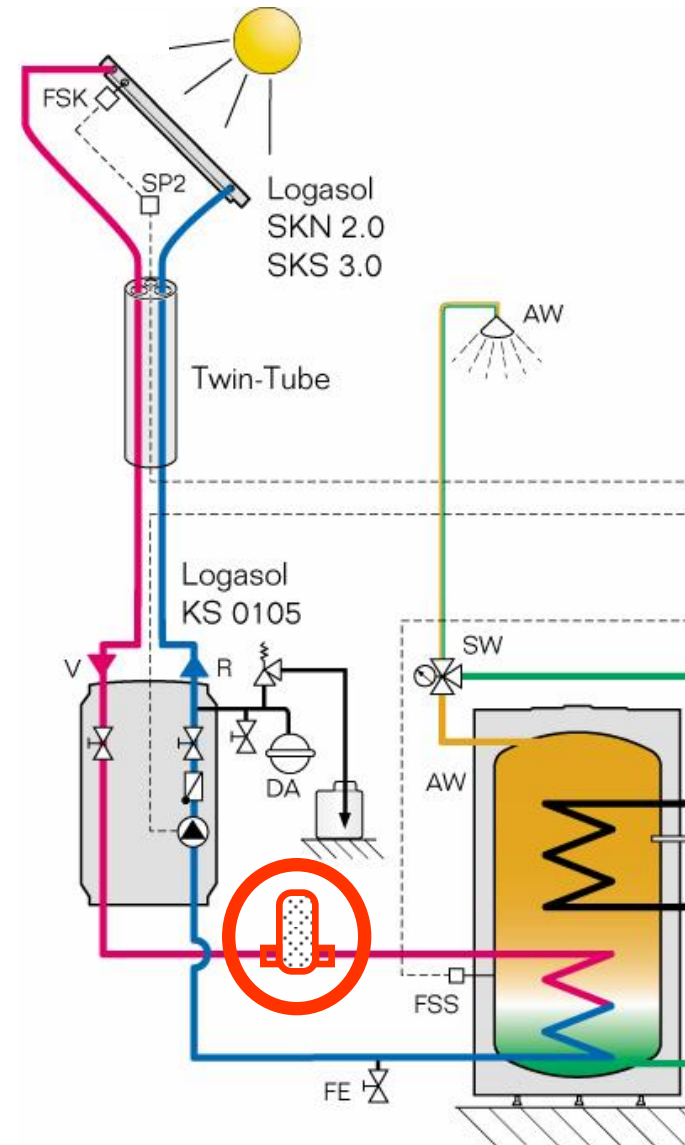 FSK
SP2
Logasol
SKN 2.0
SKS 3.0
AW
Twin-Tube
Logasol
KS 0105
V
R
SW
DA
AW
FSS
FE